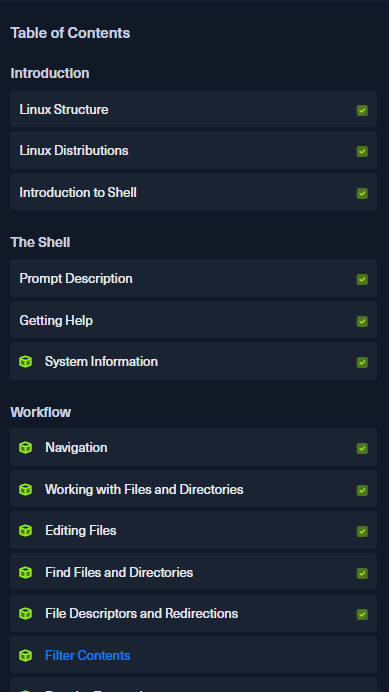 Table of Contents
Introduction
Linux Structure
Linux Distributions
Introduction to Shell
The Shell
Prompt Description
Getting Help
System Information
Workflow
Navigation
Working with Files and Directories
Editing Files
Find Files and Directories
File Descriptors and Redirections
Filter Contents